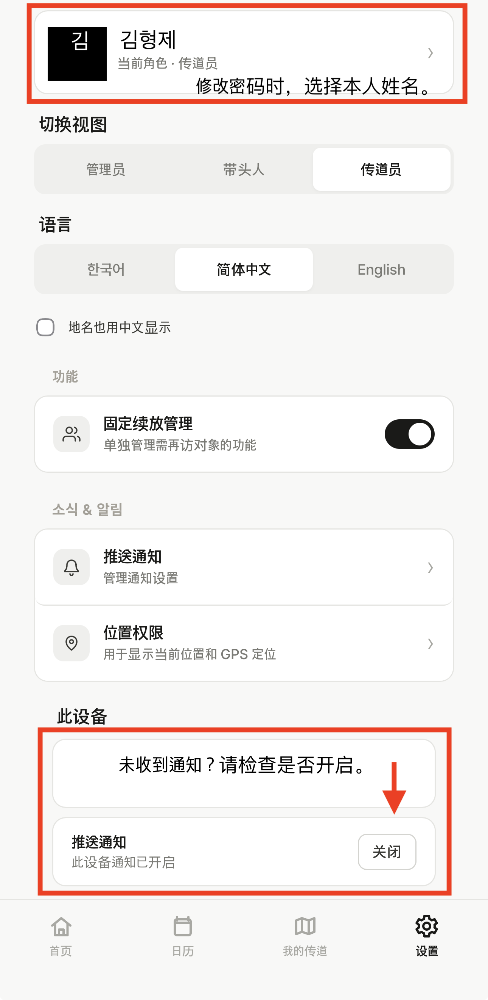 김
김형제
当前角色 · 传道员
修改密码时，选择本人姓名。
切换视图
管理员
带头人
传道员
语言
한국어
简体中文
English
地名也用中文显示
功能
固定续放管理
单独管理需再访对象的功能
소식 & 알림
推送通知
管理通知设置
位置权限
用于显示当前位置和 GPS 定位
此设备
未收到通知？请检查是否开启。
推送通知
此设备通知已开启
关闭
首页
日历
我的传道
设置